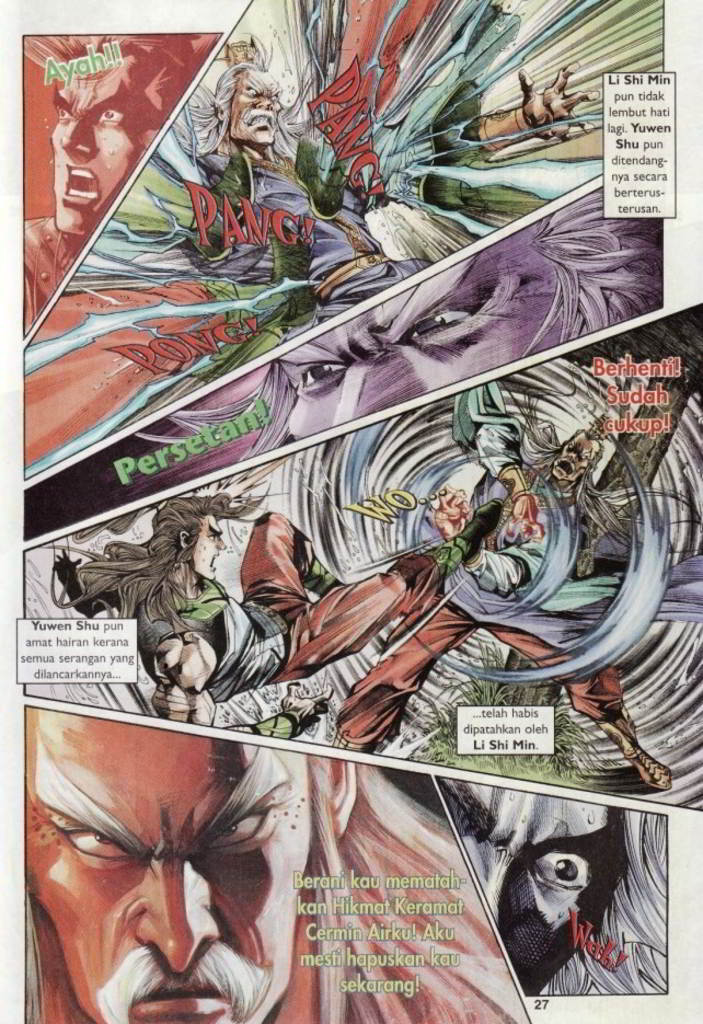 Ayah!!
PANG!
PANG!
PONG!
Li Shi Min
pun tidak
lembut hati
lagi. Yuwen
Shu pun
ditendang-
nya secara
berterus-
terusan.
Persetan!
Berhenti!
Sudah
cukup!
WO...
Yuwen Shu pun
amat hairan kerana
semua serangan yang
dilancarkannya...
...telah habis
dipatahkan oleh
Li Shi Min.
Berani kau mematah-
kan Hikmat Keramat
Cermin Airku! Aku
mesti hapuskan kau
sekarang!
Wah!
27